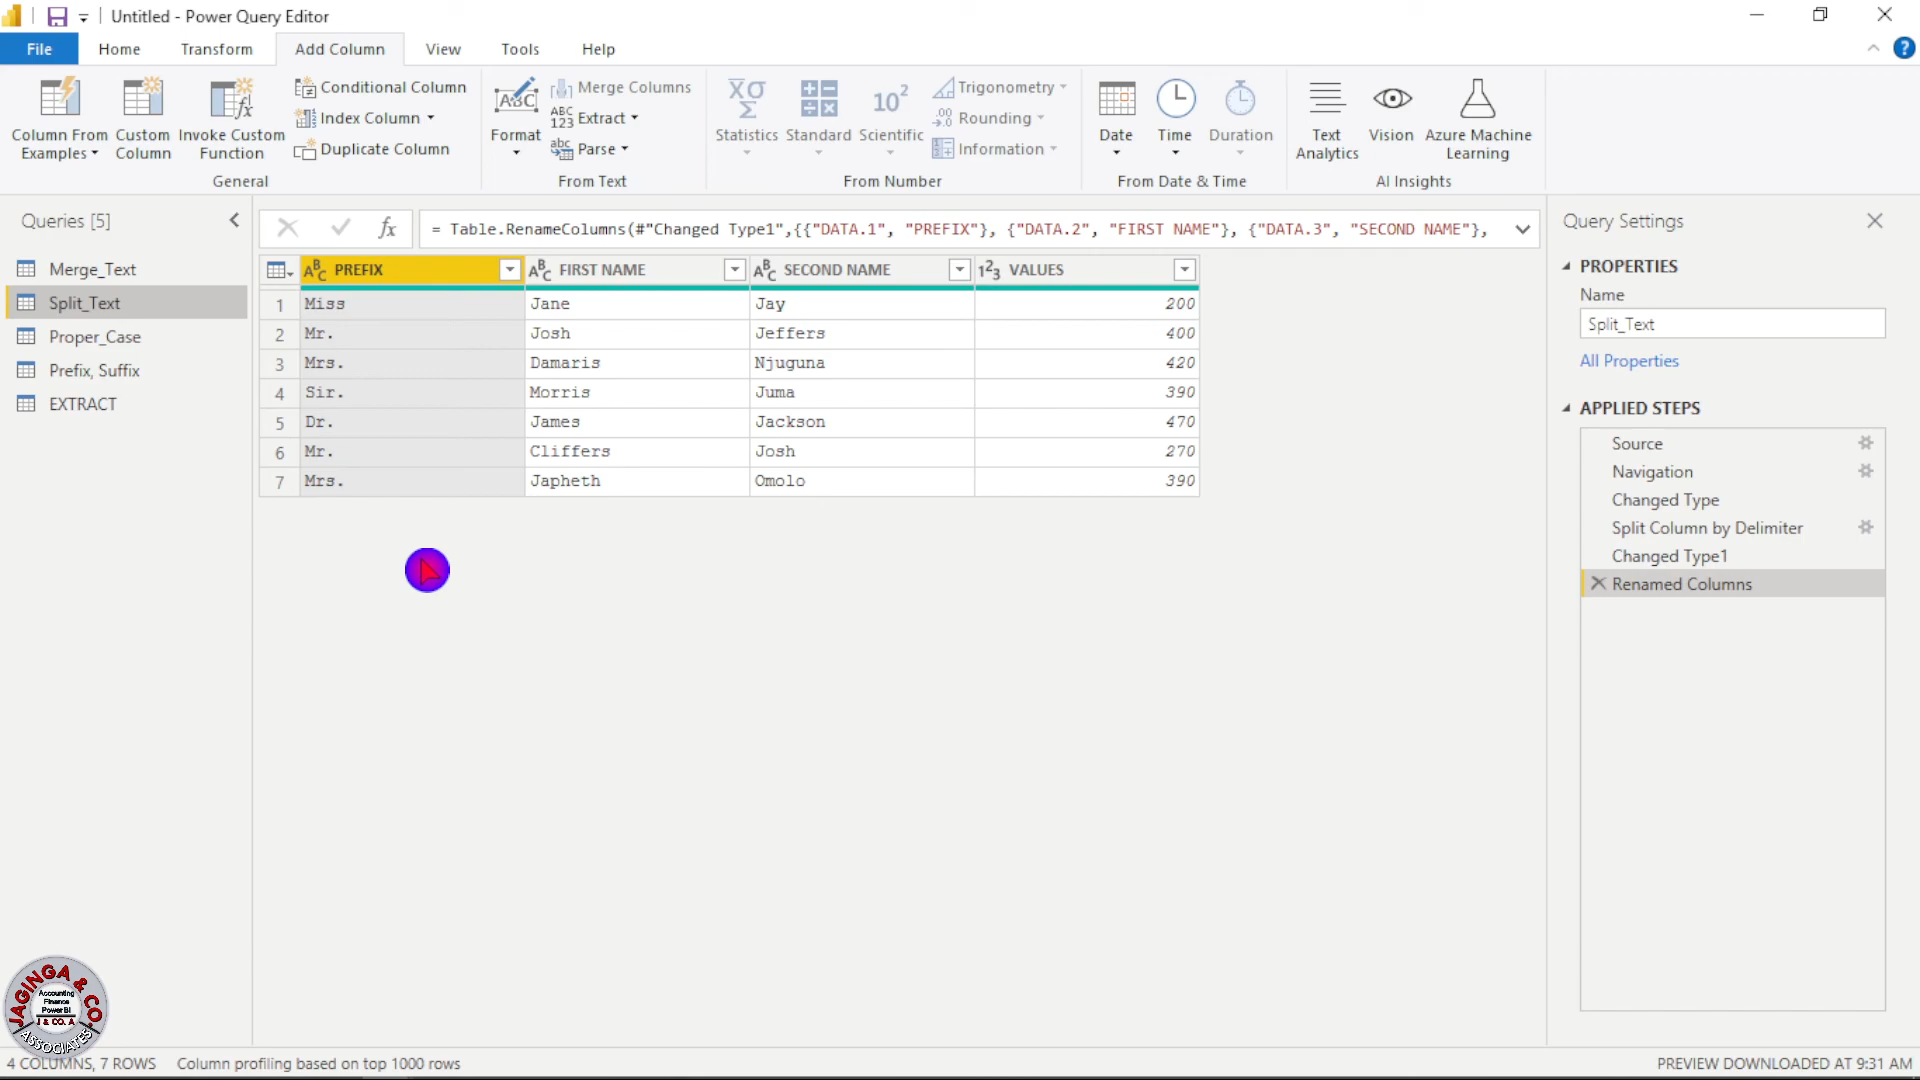 Untitled - Power Query Editor
File Home Transform Add Column View Tools Help
Column From Examples
Custom Column
Invoke Custom Function
Conditional Column
Index Column
Duplicate Column
General
Format
Merge Columns
Extract
Parse
From Text
Statistics
Standard
Scientific
Trigonometry
Rounding
Information
From Number
Date
Time
Duration
From Date & Time
Text Analytics
Vision
Azure Machine Learning
AI Insights
Queries [5]
Merge_Text
Split_Text
Proper_Case
Prefix, Suffix
EXTRACT
= Table.RenameColumns(#"Changed Type1",{{"DATA.1", "PREFIX"}, {"DATA.2", "FIRST NAME"}, {"DATA.3", "SECOND NAME"},
PREFIX FIRST NAME SECOND NAME VALUES
1 Miss Jane Jay 200
2 Mr. Josh Jeffers 400
3 Mrs. Damaris Njuguna 420
4 Sir. Morris Juma 390
5 Dr. James Jackson 470
6 Mr. Cliffers Josh 270
7 Mrs. Japheth Omolo 390
Query Settings
PROPERTIES
Name
Split_Text
All Properties
APPLIED STEPS
Source
Navigation
Changed Type
Split Column by Delimiter
Changed Type1
Renamed Columns
JAGINGA & CO.
Accounting
Finance
Power BI
J & CO. A
ASSOCIATES
4 COLUMNS, 7 ROWS Column profiling based on top 1000 rows
PREVIEW DOWNLOADED AT 9:31 AM